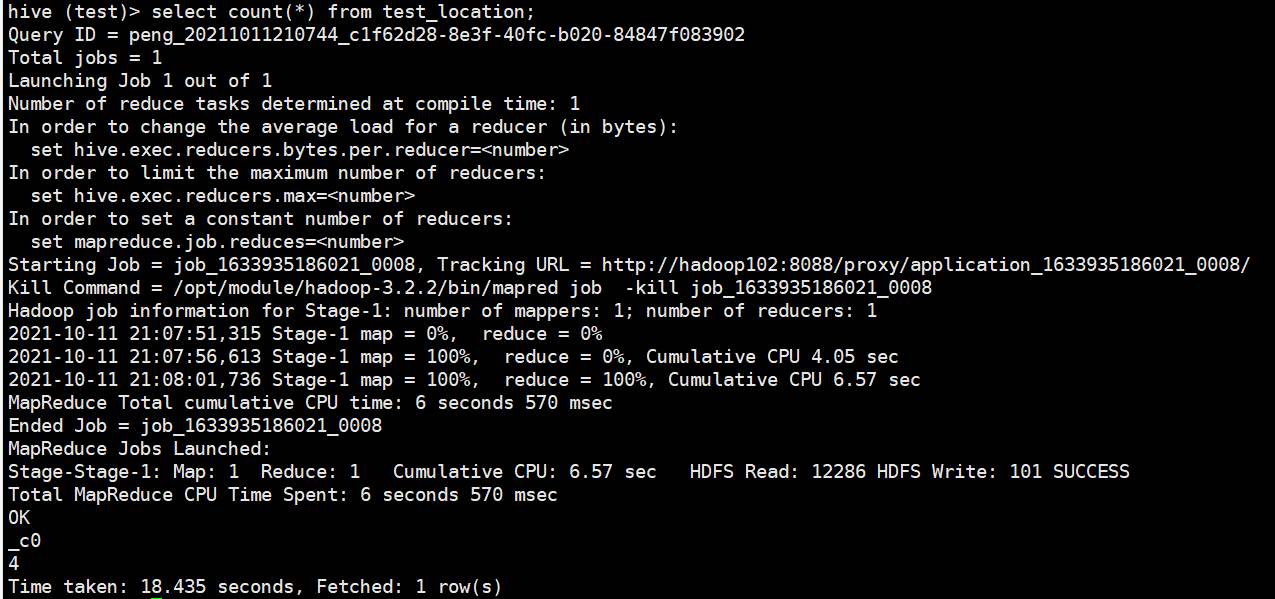 hive (test)> select count(*) from test_location;
Query ID = peng_20211011210744_c1f62d28-8e3f-40fc-b020-84847f083902
Total jobs = 1
Launching Job 1 out of 1
Number of reduce tasks determined at compile time: 1
In order to change the average load for a reducer (in bytes):
  set hive.exec.reducers.bytes.per.reducer=<number>
In order to limit the maximum number of reducers:
  set hive.exec.reducers.max=<number>
In order to set a constant number of reducers:
  set mapreduce.job.reduces=<number>
Starting Job = job_1633935186021_0008, Tracking URL = http://hadoop102:8088/proxy/application_1633935186021_0008/
Kill Command = /opt/module/hadoop-3.2.2/bin/mapred job  -kill job_1633935186021_0008
Hadoop job information for Stage-1: number of mappers: 1; number of reducers: 1
2021-10-11 21:07:51,315 Stage-1 map = 0%,  reduce = 0%
2021-10-11 21:07:56,613 Stage-1 map = 100%,  reduce = 0%, Cumulative CPU 4.05 sec
2021-10-11 21:08:01,736 Stage-1 map = 100%,  reduce = 100%, Cumulative CPU 6.57 sec
MapReduce Total cumulative CPU time: 6 seconds 570 msec
Ended Job = job_1633935186021_0008
MapReduce Jobs Launched:
Stage-Stage-1: Map: 1  Reduce: 1   Cumulative CPU: 6.57 sec   HDFS Read: 12286 HDFS Write: 101 SUCCESS
Total MapReduce CPU Time Spent: 6 seconds 570 msec
OK
_c0
4
Time taken: 18.435 seconds, Fetched: 1 row(s)